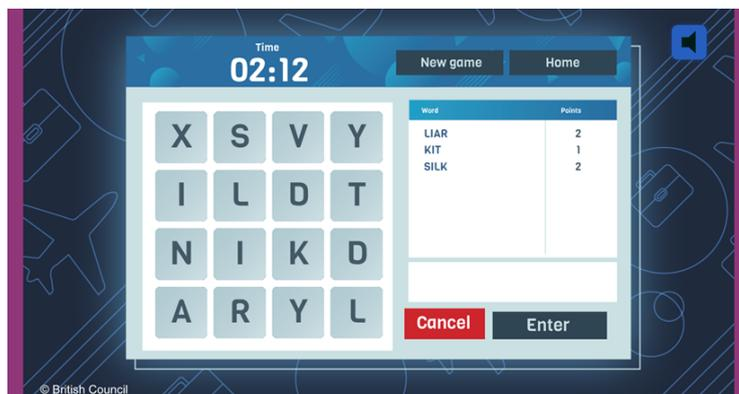 Time
02:12
New game
Home
X S V Y
I L D T
N I K D
A R Y L
Word Points
LIAR 2
KIT 1
SILK 2
Cancel
Enter
© British Council